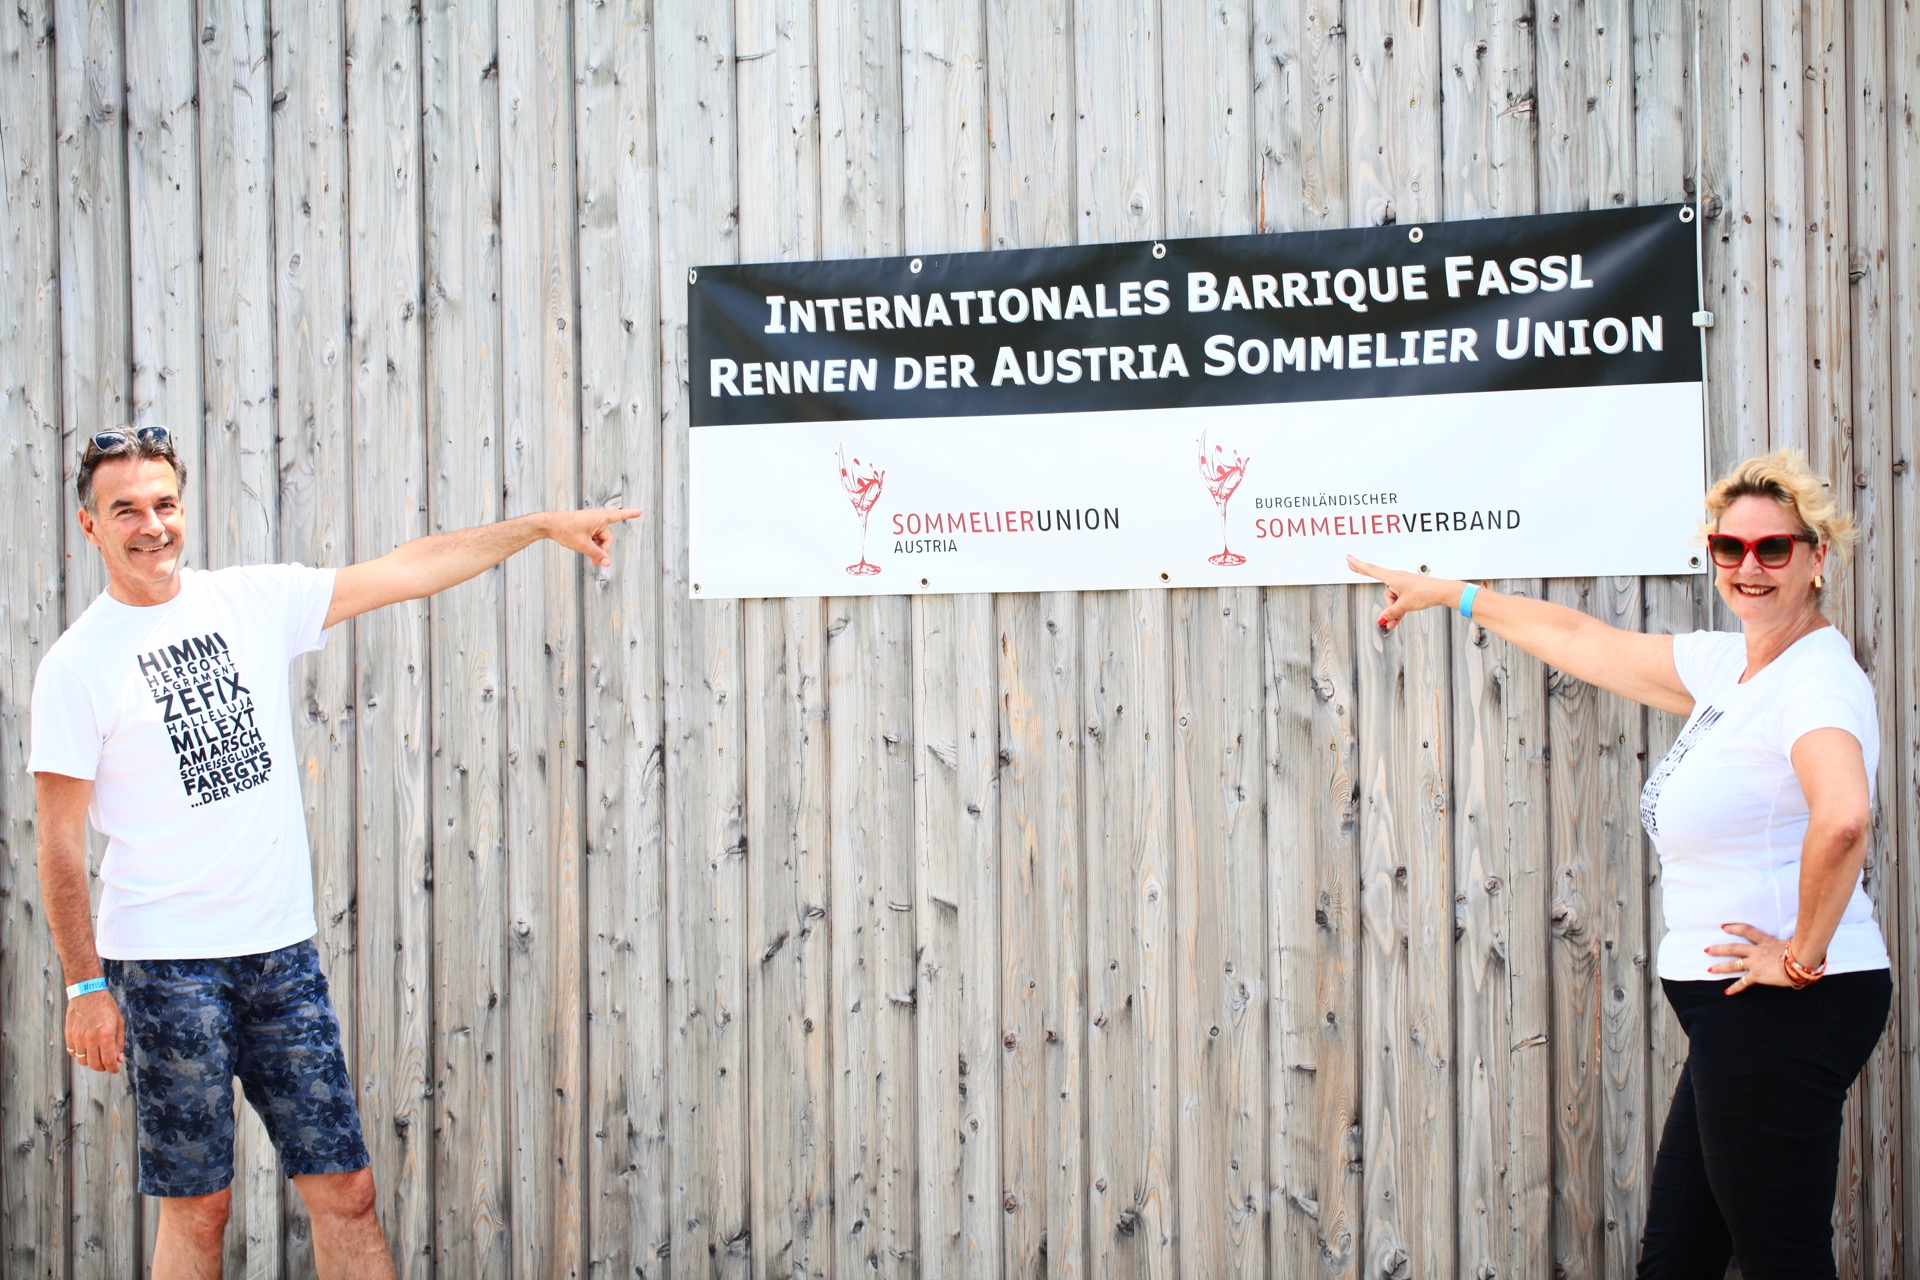 INTERNATIONALES BARRIQUE FASSL
RENNEN DER AUSTRIA SOMMELIER UNION
SOMMELIERUNION
AUSTRIA
BURGENLÄNDISCHER
SOMMELIERVERBAND
HIMMI
HERGOTT
ZAGRAMENT
ZEFIX
HALLELUJA
MILEXT
AMARSCH
SCHEISSGLUMP
FAREGTS
...DER KORK